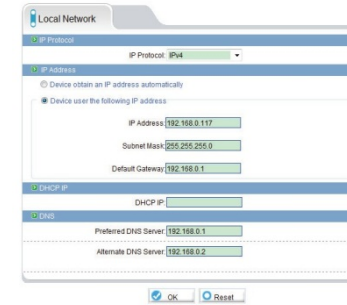 Local Network
IP Protocol
IP Protocol: IPv4
IP Address
Device obtain an IP address automatically
Device user the following IP address
IP Address: 192.168.0.117
Subnet Mask: 255.255.255.0
Default Gateway: 192.168.0.1
DHCP IP
DHCP IP:
DNS
Preferred DNS Server: 192.168.0.1
Alternate DNS Server: 192.168.0.2
OK
Reset